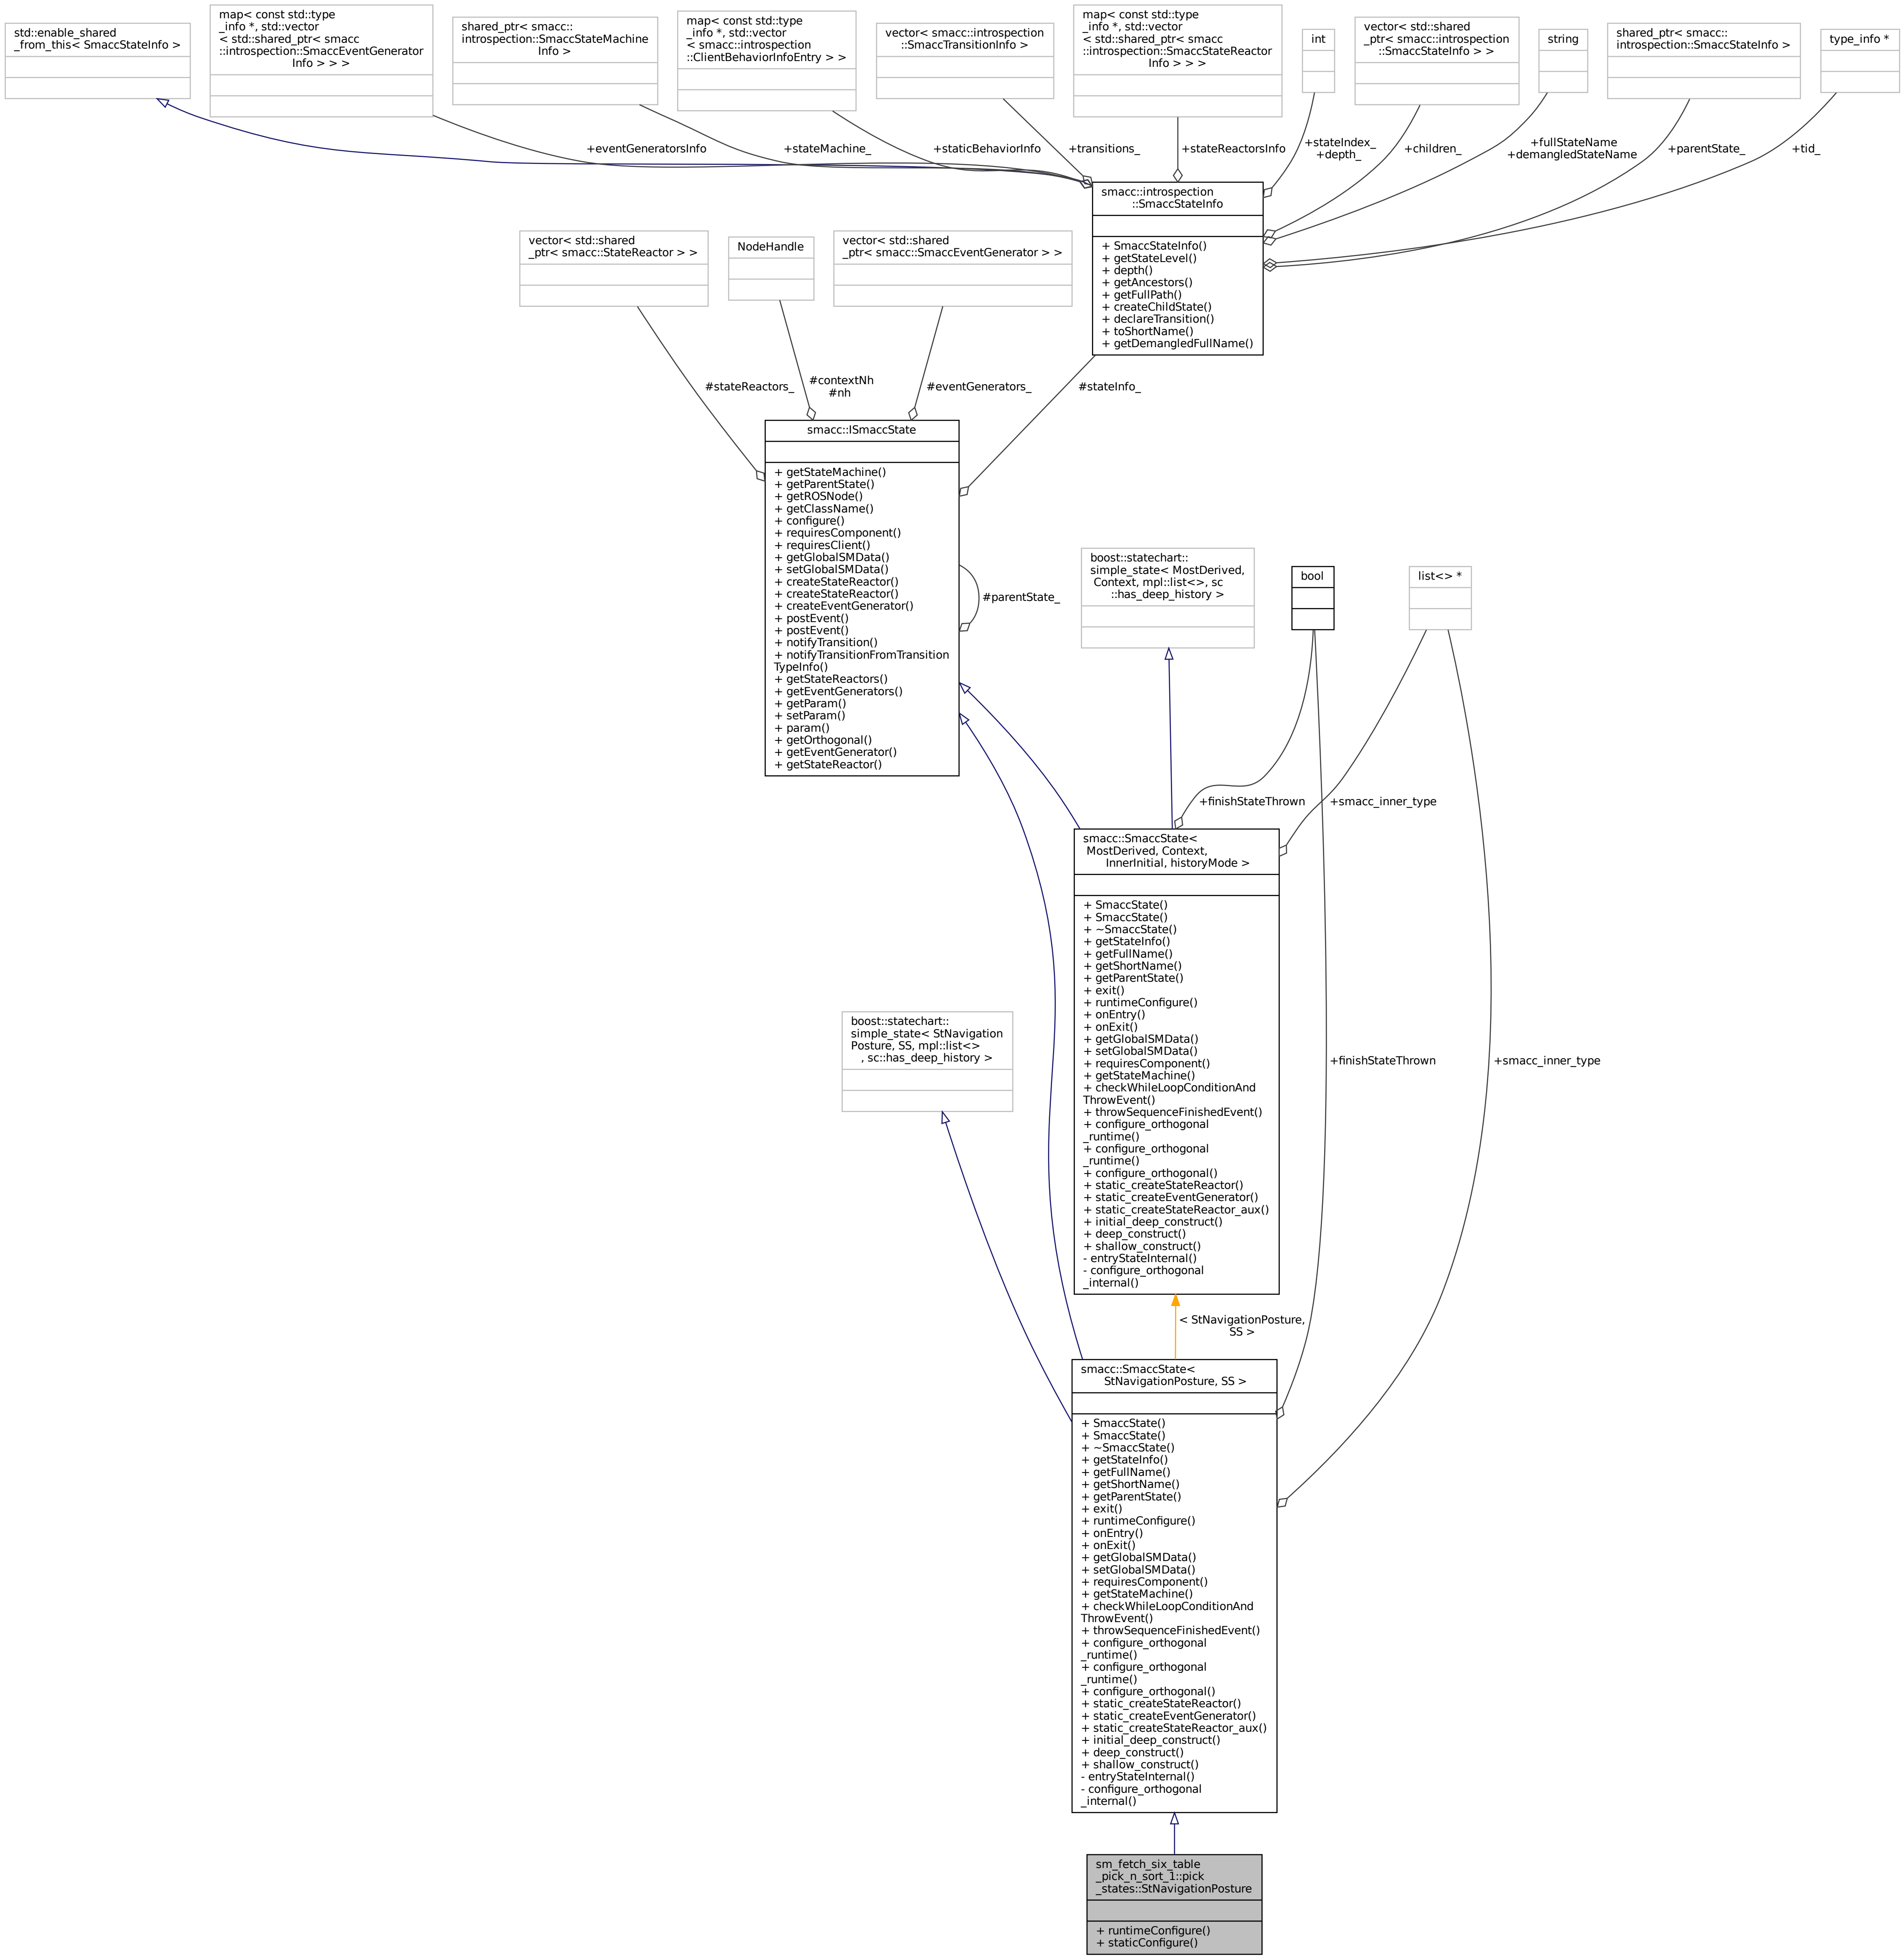 std::enable_shared
_from_this< SmaccStateInfo >
map< const std::type
_info *, std::vector
< std::shared_ptr< smacc
::introspection::SmaccEventGenerator
Info > > >
shared_ptr< smacc::
introspection::SmaccStateMachine
Info >
map< const std::type
_info *, std::vector
< smacc::introspection
::ClientBehaviorInfoEntry > >
vector< smacc::introspection
::SmaccTransitionInfo >
map< const std::type
_info *, std::vector
< std::shared_ptr< smacc
::introspection::SmaccStateReactor
Info > > >
int
vector< std::shared
_ptr< smacc::introspection
::SmaccStateInfo > >
string
shared_ptr< smacc::
introspection::SmaccStateInfo >
type_info *
+eventGeneratorsInfo
+stateMachine_
+staticBehaviorInfo
+transitions_
+stateReactorsInfo
+stateIndex_
+depth_
+children_
+fullStateName
+demangledStateName
+parentState_
+tid_
smacc::introspection
::SmaccStateInfo
+ SmaccStateInfo()
+ getStateLevel()
+ depth()
+ getAncestors()
+ getFullPath()
+ createChildState()
+ declareTransition()
+ toShortName()
+ getDemangledFullName()
vector< std::shared
_ptr< smacc::StateReactor > >
NodeHandle
vector< std::shared
_ptr< smacc::SmaccEventGenerator > >
#stateReactors_
#contextNh
#nh
#eventGenerators_
#stateInfo_
smacc::ISmaccState
+ getStateMachine()
+ getParentState()
+ getROSNode()
+ getClassName()
+ configure()
+ requiresComponent()
+ requiresClient()
+ getGlobalSMData()
+ setGlobalSMData()
+ createStateReactor()
+ createStateReactor()
+ createEventGenerator()
+ postEvent()
+ postEvent()
+ notifyTransition()
+ notifyTransitionFromTransition
TypeInfo()
+ getStateReactors()
+ getEventGenerators()
+ getParam()
+ setParam()
+ param()
+ getOrthogonal()
+ getEventGenerator()
+ getStateReactor()
#parentState_
boost::statechart::
simple_state< MostDerived,
Context, mpl::list<>, sc
::has_deep_history >
bool
list<> *
+finishStateThrown
+smacc_inner_type
smacc::SmaccState<
MostDerived, Context,
InnerInitial, historyMode >
+ SmaccState()
+ SmaccState()
+ ~SmaccState()
+ getStateInfo()
+ getFullName()
+ getShortName()
+ getParentState()
+ exit()
+ runtimeConfigure()
+ onEntry()
+ onExit()
+ getGlobalSMData()
+ setGlobalSMData()
+ requiresComponent()
+ getStateMachine()
+ checkWhileLoopConditionAnd
ThrowEvent()
+ throwSequenceFinishedEvent()
+ configure_orthogonal
_runtime()
+ configure_orthogonal
_runtime()
+ configure_orthogonal()
+ static_createStateReactor()
+ static_createEventGenerator()
+ static_createStateReactor_aux()
+ initial_deep_construct()
+ deep_construct()
+ shallow_construct()
- entryStateInternal()
- configure_orthogonal
_internal()
boost::statechart::
simple_state< StNavigation
Posture, SS, mpl::list<>
, sc::has_deep_history >
+finishStateThrown
+smacc_inner_type
< StNavigationPosture,
SS >
smacc::SmaccState<
StNavigationPosture, SS >
+ SmaccState()
+ SmaccState()
+ ~SmaccState()
+ getStateInfo()
+ getFullName()
+ getShortName()
+ getParentState()
+ exit()
+ runtimeConfigure()
+ onEntry()
+ onExit()
+ getGlobalSMData()
+ setGlobalSMData()
+ requiresComponent()
+ getStateMachine()
+ checkWhileLoopConditionAnd
ThrowEvent()
+ throwSequenceFinishedEvent()
+ configure_orthogonal
_runtime()
+ configure_orthogonal
_runtime()
+ configure_orthogonal()
+ static_createStateReactor()
+ static_createEventGenerator()
+ static_createStateReactor_aux()
+ initial_deep_construct()
+ deep_construct()
+ shallow_construct()
- entryStateInternal()
- configure_orthogonal
_internal()
sm_fetch_six_table
_pick_n_sort_1::pick
_states::StNavigationPosture
+ runtimeConfigure()
+ staticConfigure()